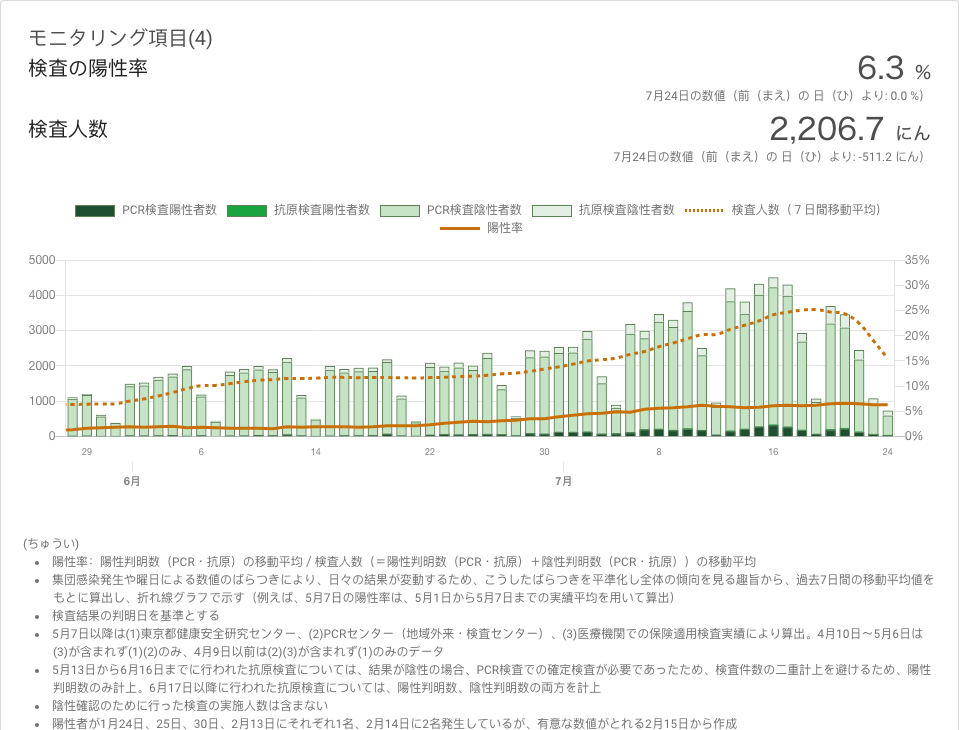 モニタリング項目(4)
検査の陽性率
6.3 %
7月24日の数値（前（まえ）の 日（ひ）より: 0.0 %）
検査人数
2,206.7 にん
7月24日の数値（前（まえ）の 日（ひ）より: -511.2 にん）
PCR検査陽性者数 抗原検査陽性者数 PCR検査陰性者数 抗原検査陰性者数 検査人数（７日間移動平均）
陽性率
5000 35%
30%
4000
25%
3000
20%
2000 15%
10%
1000
5%
0 0%
29 6 14 22 30 8 16 24
6月 7月
(ちゅうい)
• 陽性率：陽性判明数（PCR・抗原）の移動平均 / 検査人数（＝陽性判明数（PCR・抗原）＋陰性判明数（PCR・抗原））の移動平均
• 集団感染発生や曜日による数値のばらつきにより、日々の結果が変動するため、こうしたばらつきを平準化し全体の傾向を見る趣旨から、過去7日間の移動平均値を
もとに算出し、折れ線グラフで示す（例えば、5月7日の陽性率は、5月1日から5月7日までの実績平均を用いて算出）
• 検査結果の判明日を基準とする
• 5月7日以降は(1)東京都健康安全研究センター、(2)PCRセンター（地域外来・検査センター）、(3)医療機関での保険適用検査実績により算出。4月10日～5月6日は
(3)が含まれず(1)(2)のみ、4月9日以前は(2)(3)が含まれず(1)のみのデータ
• 5月13日から6月16日までに行われた抗原検査については、結果が陰性の場合、PCR検査での確定検査が必要であったため、検査件数の二重計上を避けるため、陽性
判明数のみ計上。6月17日以降に行われた抗原検査については、陽性判明数、陰性判明数の両方を計上
• 陰性確認のために行った検査の実施人数は含まない
• 陽性者が1月24日、25日、30日、2月13日にそれぞれ1名、2月14日に2名発生しているが、有意な数値がとれる2月15日から作成